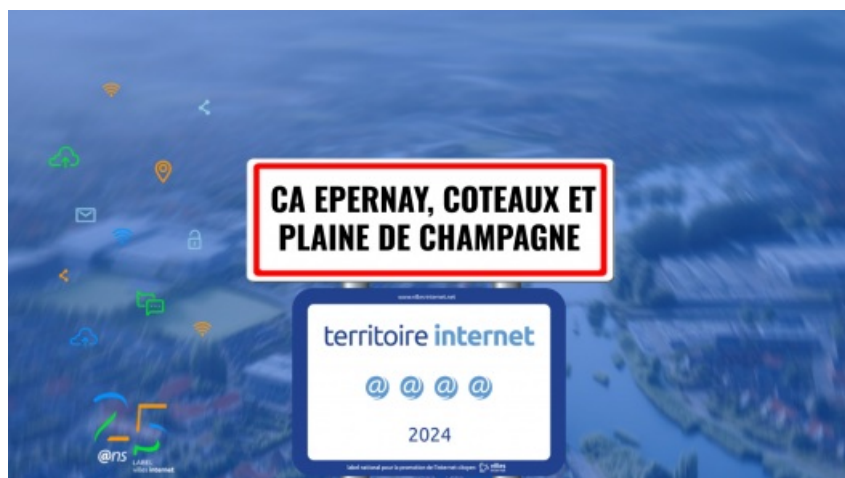 CA EPERNAY, COTEAUX ET
PLAINE DE CHAMPAGNE
www.villes-internet.net
territoire internet
@ @ @ @
2024
label national pour la promotion de l'internet citoyen villes internet
25
@ns LABEL
villes internet